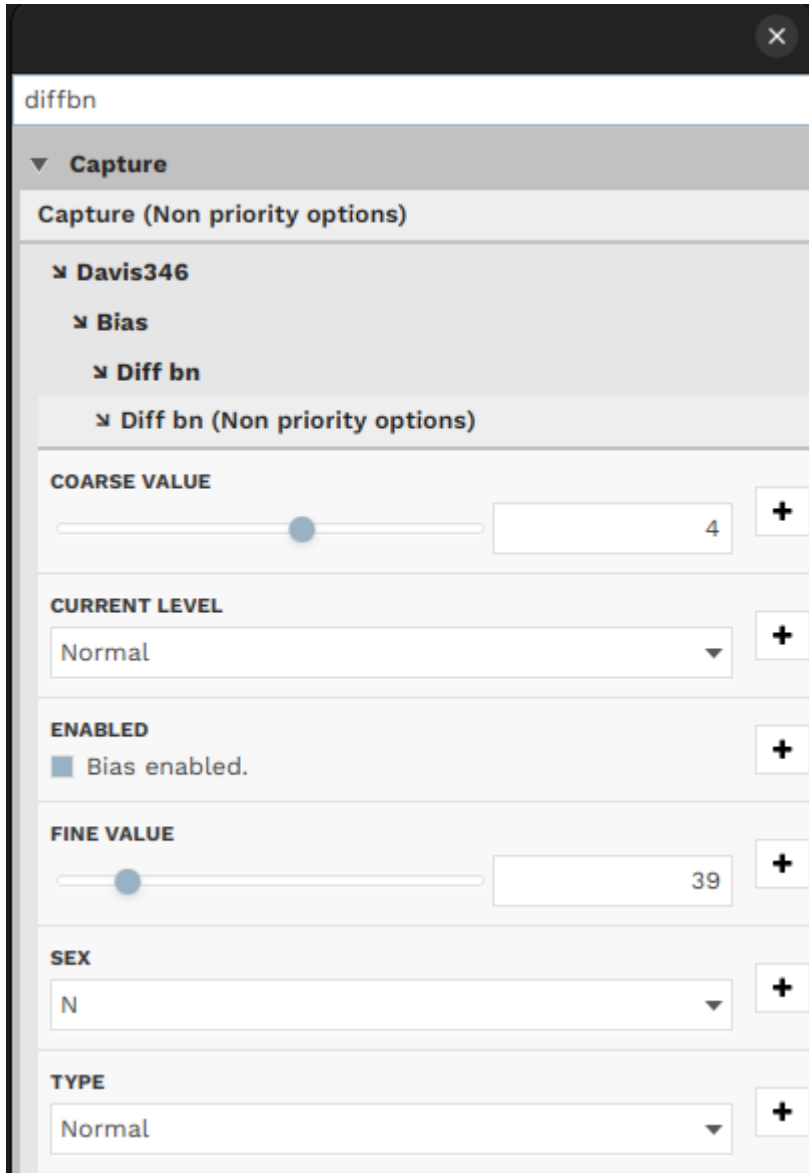 diffbn
Capture
Capture (Non priority options)
Davis346
Bias
Diff bn
Diff bn (Non priority options)
COARSE VALUE
4
CURRENT LEVEL
Normal
ENABLED
Bias enabled.
FINE VALUE
39
SEX
N
TYPE
Normal